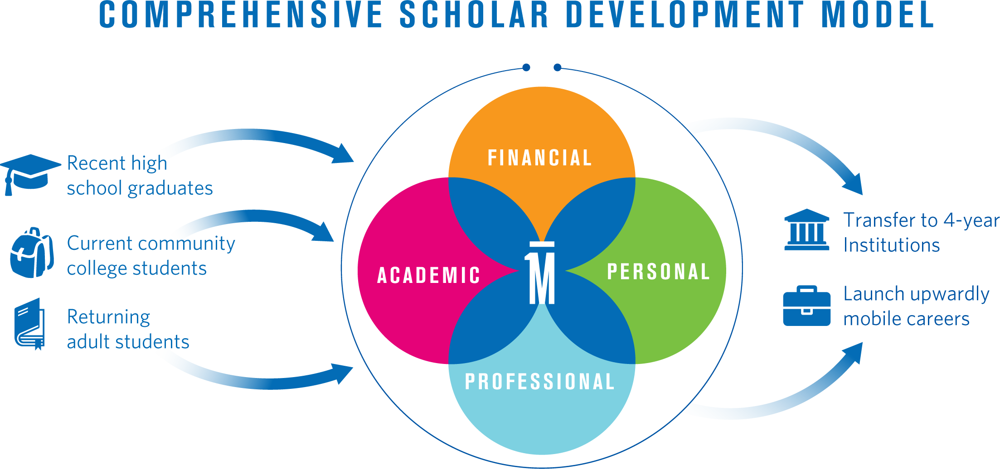 COMPREHENSIVE SCHOLAR DEVELOPMENT MODEL
Recent high
school graduates
Current community
college students
Returning
adult students
FINANCIAL
ACADEMIC
1M
PERSONAL
PROFESSIONAL
Transfer to 4-year
Institutions
Launch upwardly
mobile careers